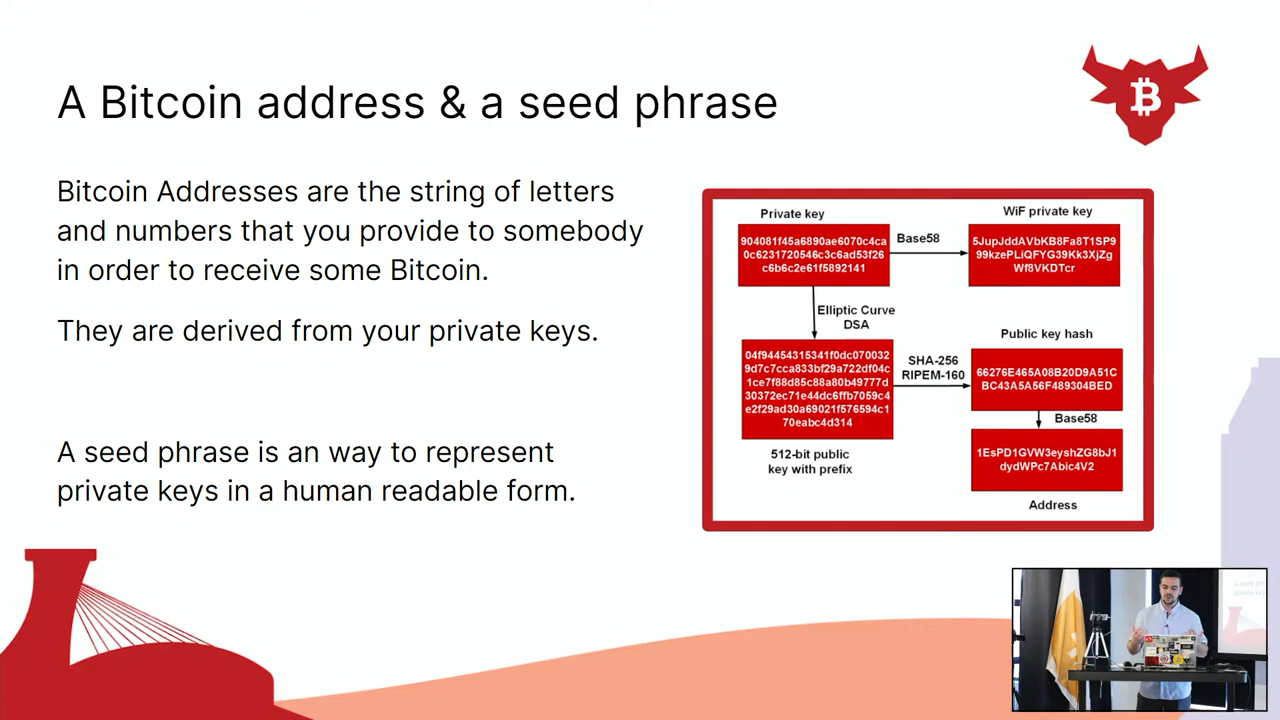 A Bitcoin address & a seed phrase
Bitcoin Addresses are the string of letters
and numbers that you provide to somebody
in order to receive some Bitcoin.
They are derived from your private keys.
A seed phrase is an way to represent
private keys in a human readable form.
Private key
904081f45a6890ae6070c4ca
0c6231720546c3c6ad53f26
c6b6c2e61f5892141
Base58
WiF private key
5JupJddAVbKB8Fa8T1SP9
99kzePLiQFYG39Kk3XjZg
Wf8VKDTcr
Elliptic Curve
DSA
04f94454315341f0dc070032
9d7c7cca833bf29a722df04c
1ce7f88d85c88a80b49777d
30372ec71e44dc6ffb7059c4
e2f29ad30a69021f576594c1
70eabc4d314
512-bit public
key with prefix
SHA-256
RIPEM-160
Public key hash
66276E465A08B20D9A51C
BC43A5A56F489304BED
Base58
1EsPD1GVW3eyshZG8bJ1
dydWPc7Abic4V2
Address